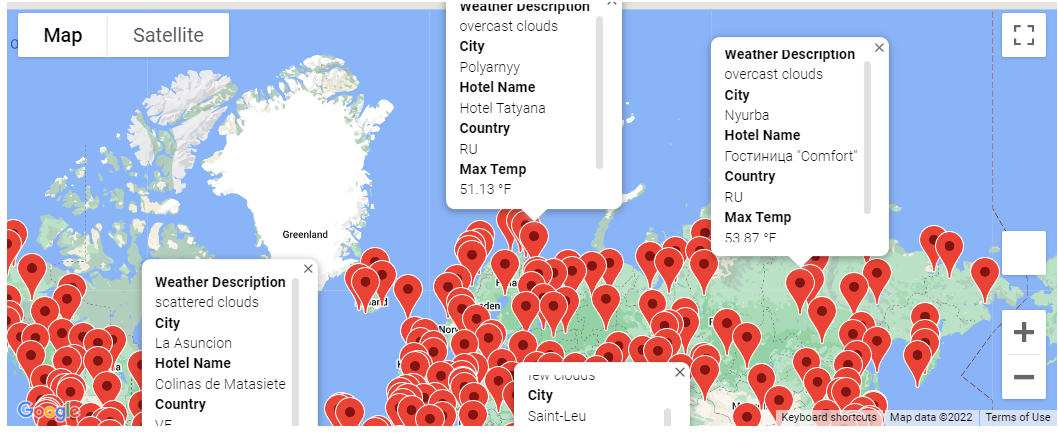 Map
Satellite
Weather Description
overcast clouds
City
Polyarnyy
Hotel Name
Hotel Tatyana
Country
RU
Max Temp
51.13 °F
Weather Description
overcast clouds
City
Nyurba
Hotel Name
Гостиница "Comfort"
Country
RU
Max Temp
53.87 °F
Greenland
Weather Description
scattered clouds
City
La Asuncion
Hotel Name
Colinas de Matasiete
Country
VE
few clouds
City
Saint-Leu
Google
Keyboard shortcuts
Map data ©2022
Terms of Use